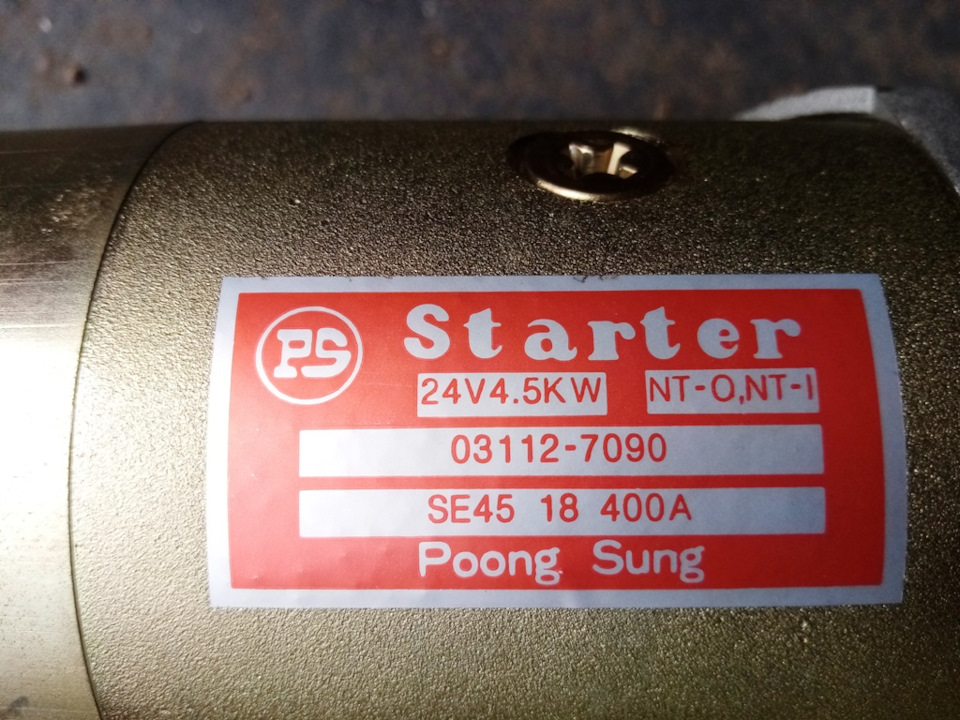 PS Starter
24V4.5KW NT-O,NT-I
03112-7090
SE45 18 400A
Poong Sung